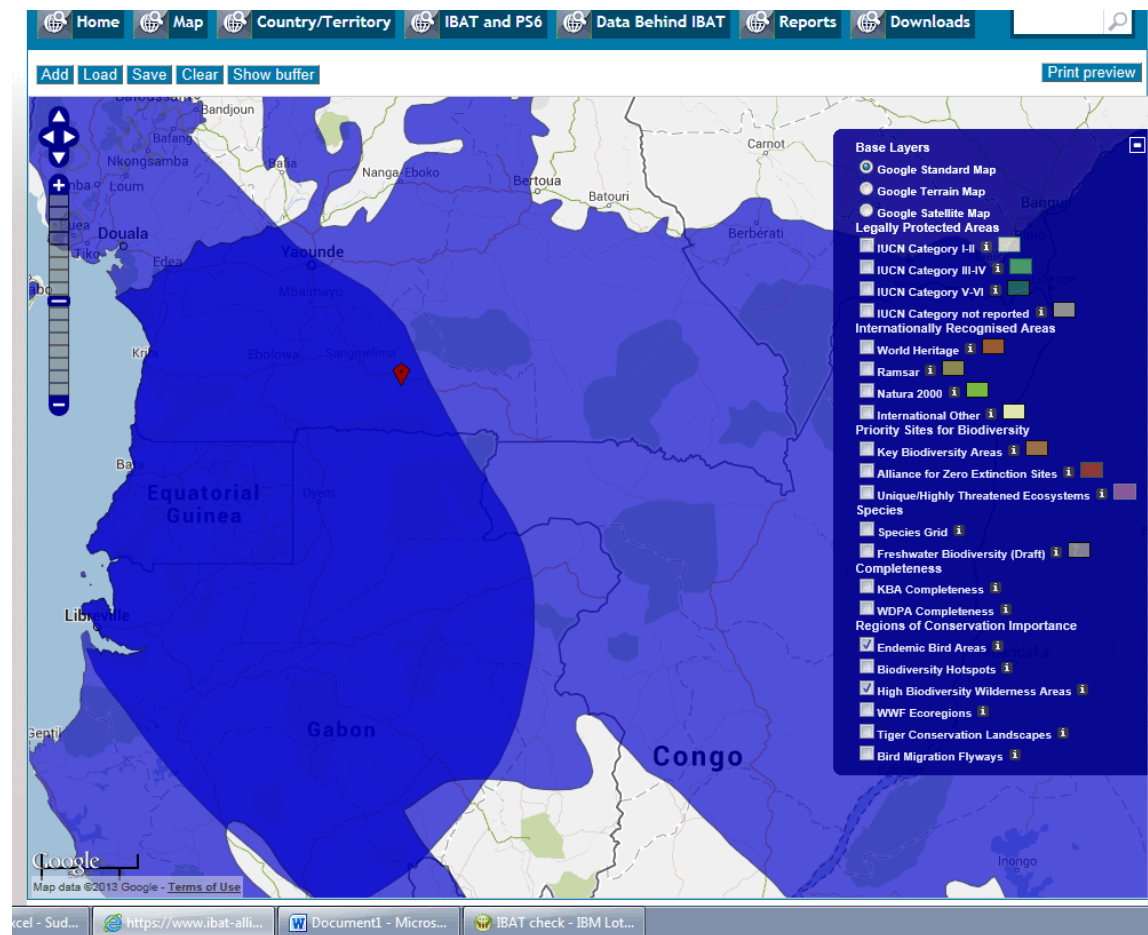 Home Map Country/Territory IBAT and PS6 Data Behind IBAT Reports Downloads
Add Load Save Clear Show buffer Print preview
Bandjoun
Bafang
Nkongsamba
Loum
Bafia
Nanga-Eboko
Bertoua
Batouri
Carnot
Berbérati
Douala
Tiko
Edea
Yaounde
Mbalmayo
Kribi
Ebolowa
Sangmelima
Bata
Equatorial
Guinea
Oyem
Libreville
Gabon
Congo
Inongo
Base Layers
Google Standard Map
Google Terrain Map
Google Satellite Map
Legally Protected Areas
IUCN Category I-II
IUCN Category III-IV
IUCN Category V-VI
IUCN Category not reported
Internationally Recognised Areas
World Heritage
Ramsar
Natura 2000
International Other
Priority Sites for Biodiversity
Key Biodiversity Areas
Alliance for Zero Extinction Sites
Unique/Highly Threatened Ecosystems
Species
Species Grid
Freshwater Biodiversity (Draft)
Completeness
KBA Completeness
WDPA Completeness
Regions of Conservation Importance
Endemic Bird Areas
Biodiversity Hotspots
High Biodiversity Wilderness Areas
WWF Ecoregions
Tiger Conservation Landscapes
Bird Migration Flyways
Google
Map data ©2013 Google - Terms of Use
xcel - Sud... https://www.ibat-alli... Document1 - Micros... IBAT check - IBM Lot...